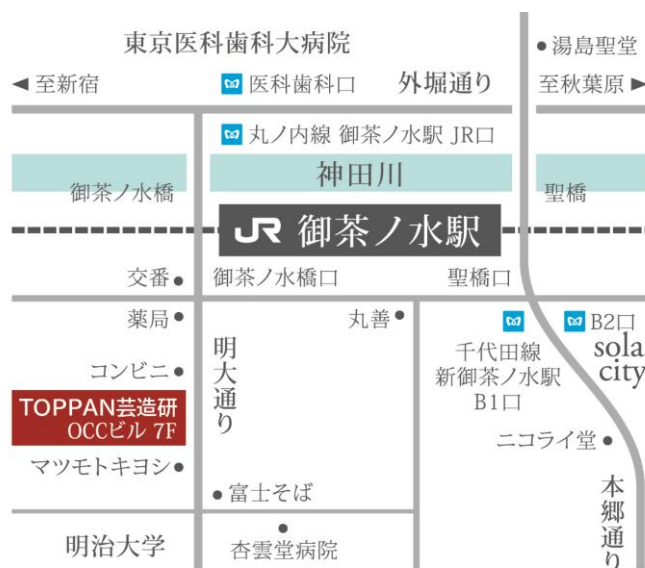 東京医科歯科大病院
湯島聖堂
◀ 至新宿
医科歯科口
外堀通り
至秋葉原 ▶
丸ノ内線 御茶ノ水駅 JR口
神田川
御茶ノ水橋
聖橋
JR 御茶ノ水駅
交番
御茶ノ水橋口
聖橋口
薬局
丸善
B2口
sola
city
千代田線
新御茶ノ水駅
B1口
明大通り
コンビニ
TOPPAN芸造研
OCCビル 7F
ニコライ堂
マツモトキヨシ
富士そば
本郷通り
明治大学
杏雲堂病院